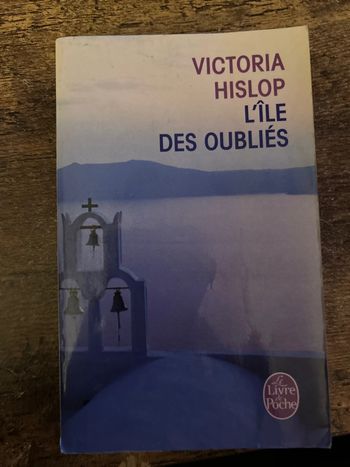 VICTORIA
HISLOP
L'ÎLE
DES OUBLIÉS
Le
Livre
de
Poche